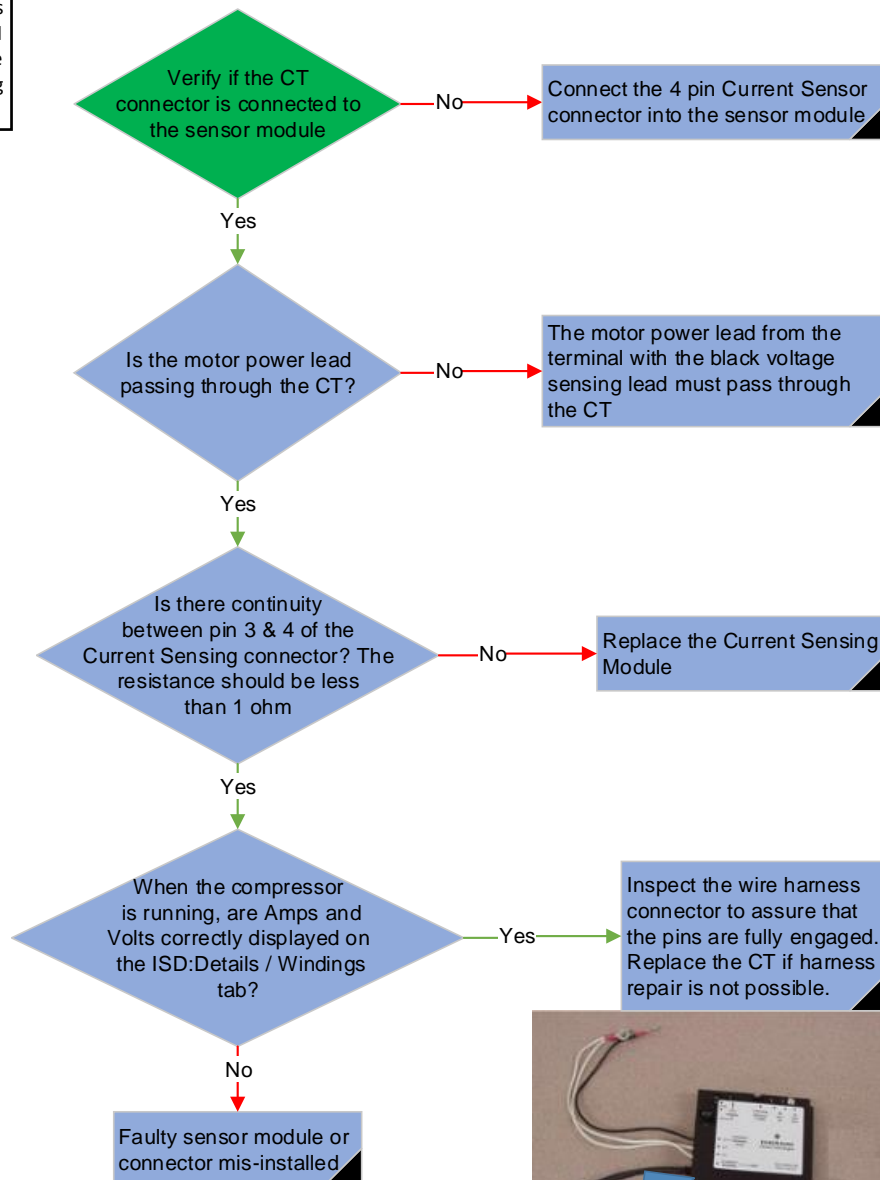 Verify if the CT
connector is connected to
the sensor module
No
Connect the 4 pin Current Sensor
connector into the sensor module
Yes
Is the motor power lead
passing through the CT?
No
The motor power lead from the
terminal with the black voltage
sensing lead must pass through
the CT
Yes
Is there continuity
between pin 3 & 4 of the
Current Sensing connector? The
resistance should be less
than 1 ohm
No
Replace the Current Sensing
Module
Yes
When the compressor
is running, are Amps and
Volts correctly displayed on
the ISD:Details / Windings
tab?
Yes
Inspect the wire harness
connector to assure that
the pins are fully engaged.
Replace the CT if harness
repair is not possible.
No
Faulty sensor module or
connector mis-installed